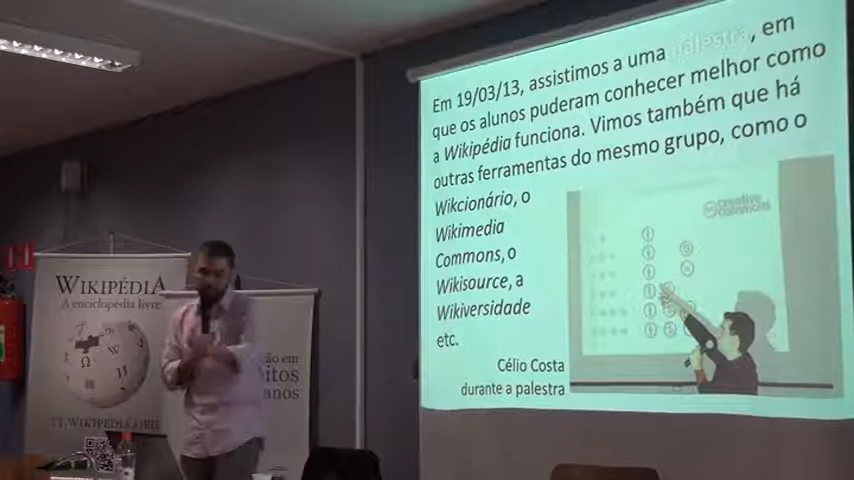 Em 19/03/13, assistimos a uma palestra, em
que os alunos puderam conhecer melhor como
a Wikipédia funciona. Vimos também que há
outras ferramentas do mesmo grupo, como o
Wikcionário, o
Wikimedia
Commons, o
Wikisource, a
Wikiversidade
etc.
creative
commons
Célio Costa
durante a palestra
WIKIPÉDIA
A enciclopédia livre
W
Ω